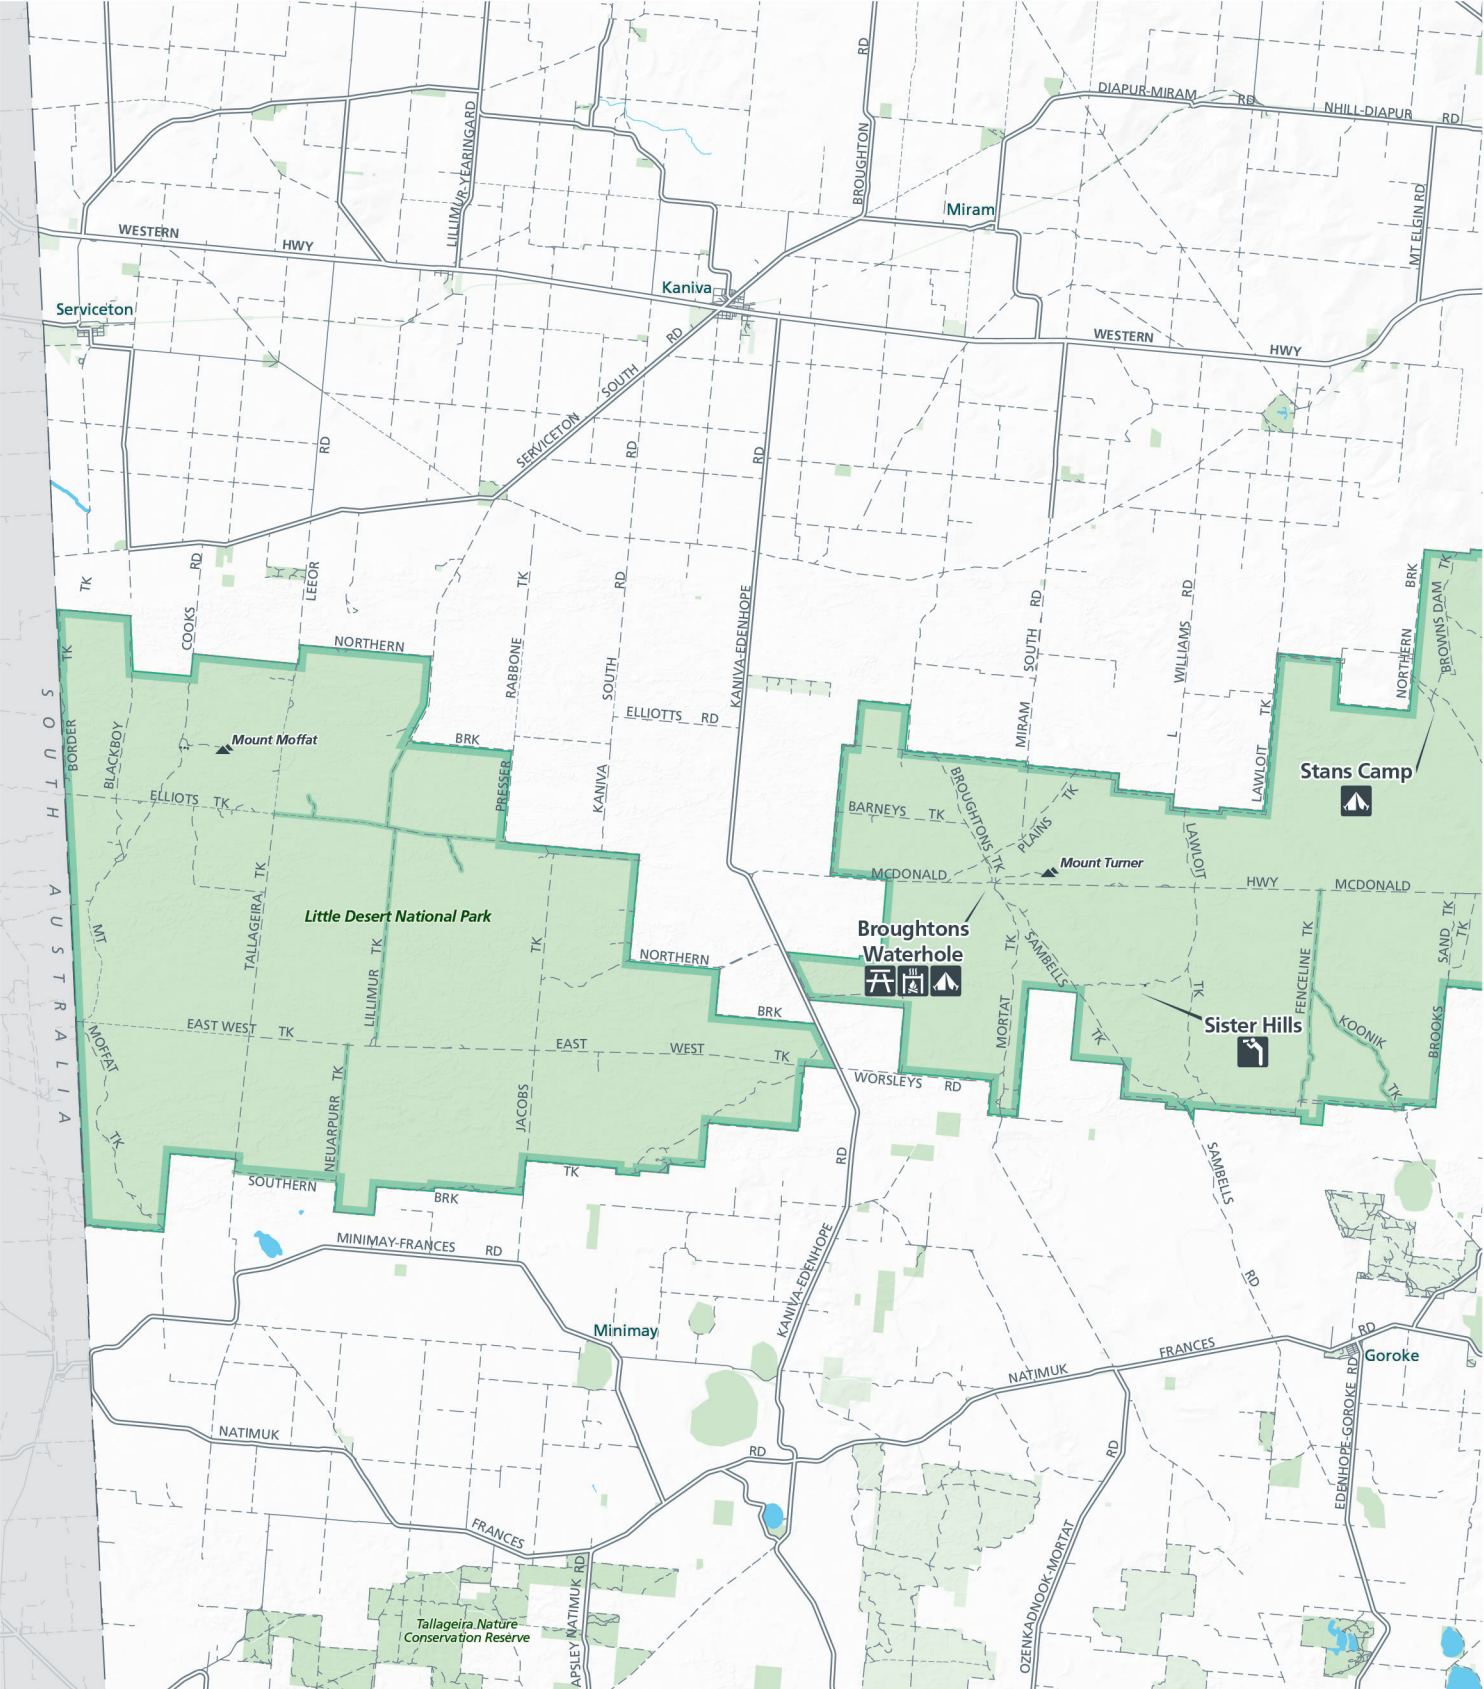 DIAPUR-MIRAM
RD
NHILL-DIAPUR
RD
RD
BROUGHTON
LILLIMUR-YEARINGARD
MT ELGIN RD
Miram
WESTERN
HWY
Kaniva
Serviceton
RD
WESTERN
HWY
SOUTH
SERVICETON
RD
RD
RD
TK
RD
LEEOR
COOKS
TK
RD
RD
RD
BRK
TK
KANIVA-EDENHOPE
BROWNS DAM
NORTHERN
TK
NORTHERN
RABBONE
SOUTH
SOUTH
WILLIAMS
ELLIOTTS RD
MIRAM
TK
L
LAWLOIT
SOUTH AUSTRALIA
BORDER
BLACKBOY
Mount Moffat
BRK
PRESSER
KANIVA
Stans Camp
ELLIOTS TK
BROUGHTONS TK
BARNEYS TK
PLAINS
TK
LAWLOIT
Mount Turner
MCDONALD
HWY
MCDONALD
TK
TALLAGEIRA
Little Desert National Park
Broughtons
Waterhole
MT
TK
TK
NORTHERN
TK
SAMBELLS
TK
FENCELINE
SAND TK
TK
LILLIMUR
BRK
MORTAT
TK
Sister Hills
KOONIK
BROOKS
EAST WEST TK
MOFFAT
EAST
WEST
TK
TK
TK
WORSLEYS RD
TK
JACOBS
NEUARPURR
TK
SOUTHERN
BRK
TK
RD
SAMBELLS
RD
MINIMAY-FRANCES RD
KANIVA-EDENHOPE
Minimay
FRANCES
RD
Goroke
NATIMUK
RD
EDENHOPE-GOROKE
NATIMUK
RD
RD
FRANCES
OZENKADNOOK-MORTAT
RD
APSLEY NATIMUK
Tallageira Nature
Conservation Reserve